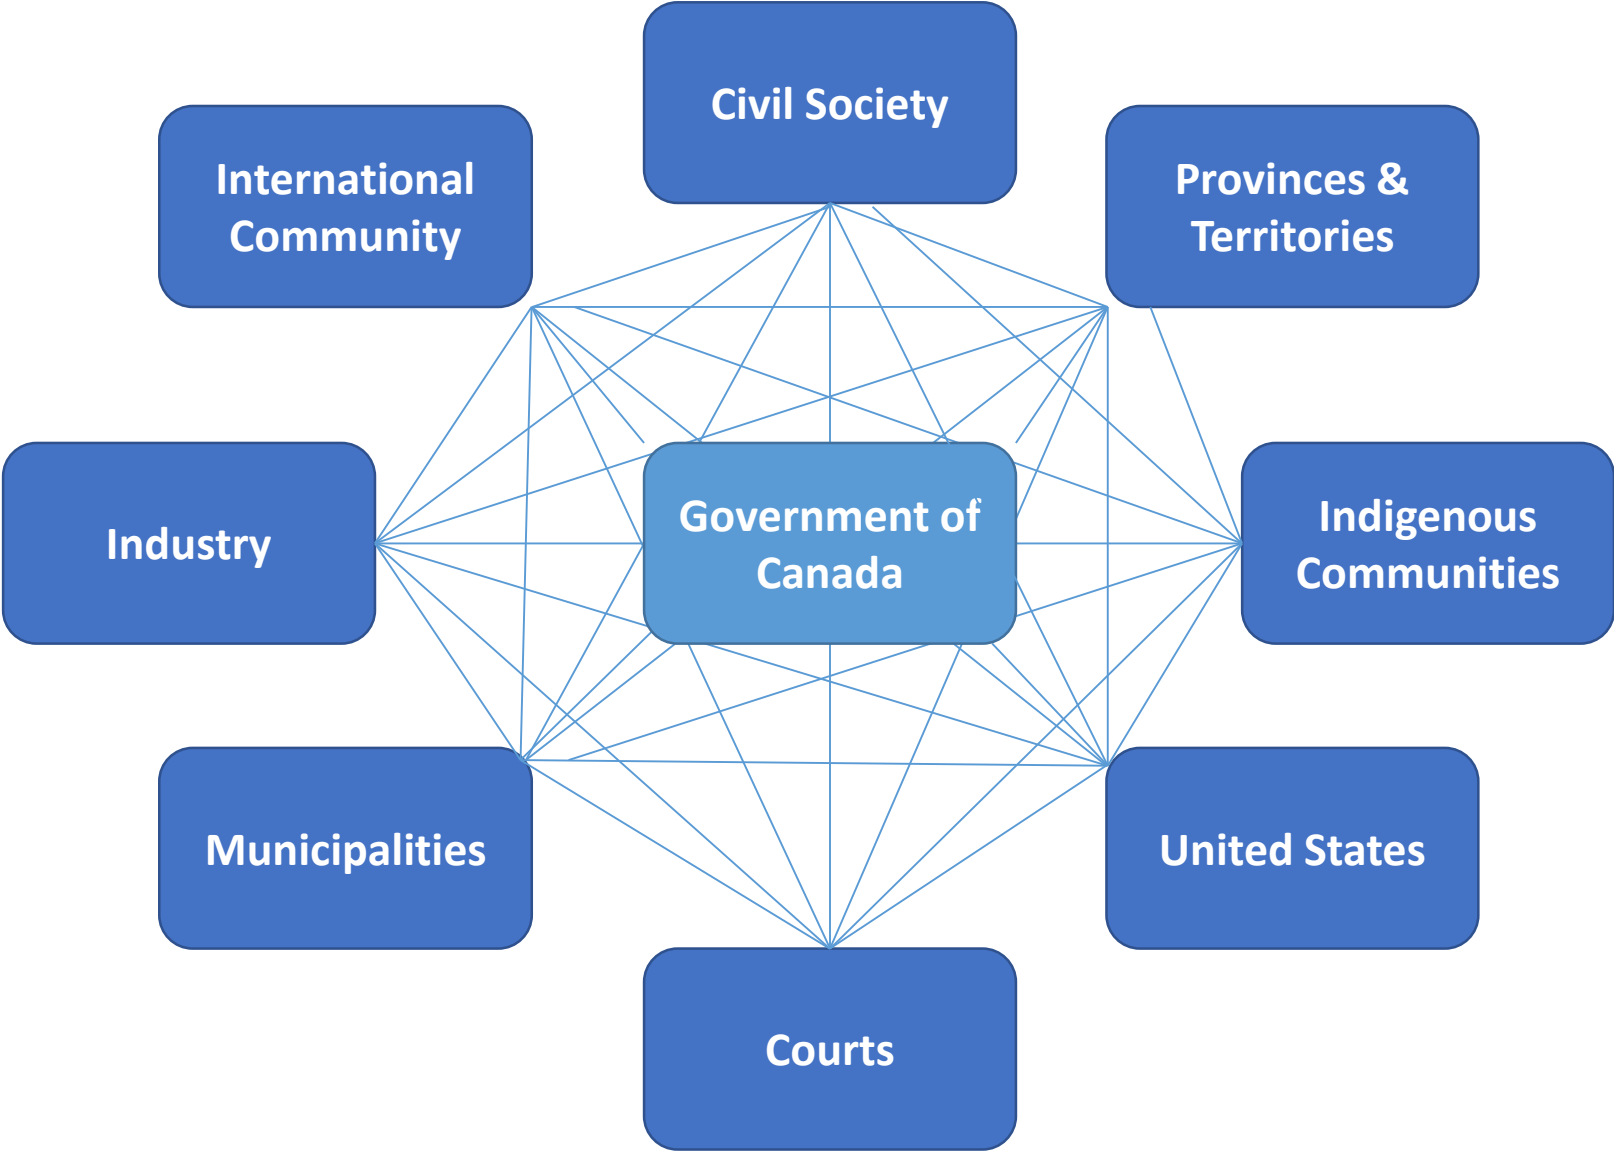 Civil Society
International
Community
Provinces &
Territories
Industry
Government of
Canada
Indigenous
Communities
Municipalities
United States
Courts